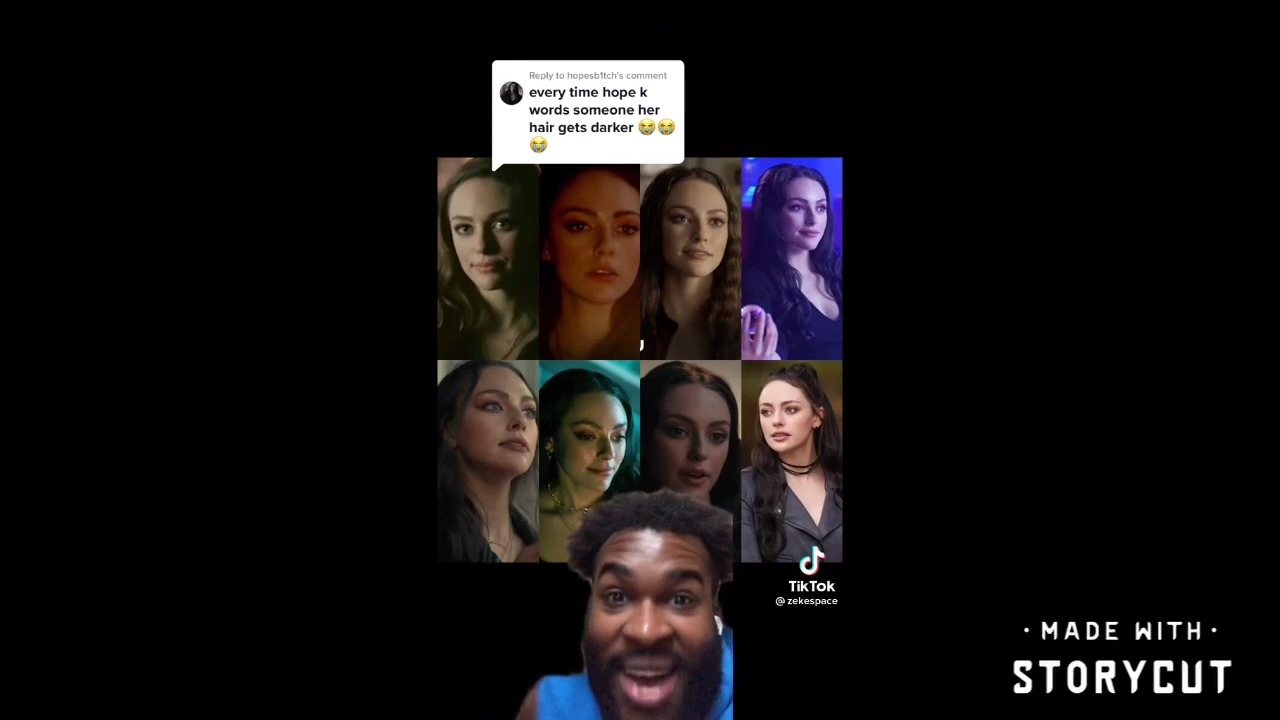 Reply to hopesb1tch's comment
every time hope k
words someone her
hair gets darker 😭😭
😭
TikTok
@zekespace
· MADE WITH ·
STORYCUT